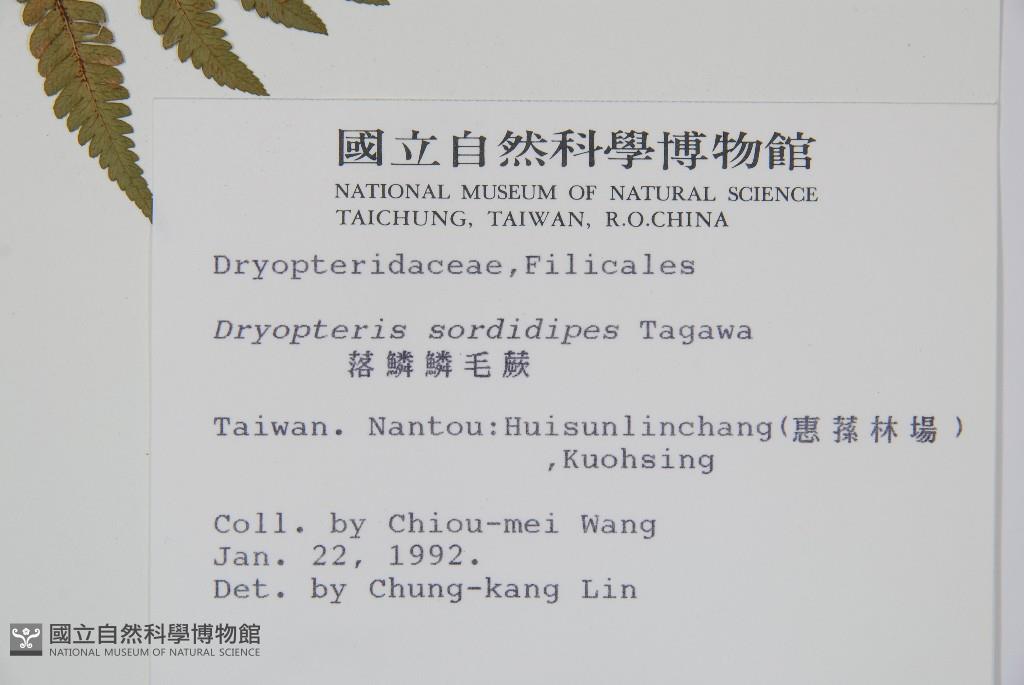 國立自然科學博物館
NATIONAL MUSEUM OF NATURAL SCIENCE
TAICHUNG, TAIWAN, R.O.CHINA
Dryopteridaceae,Filicales
Dryopteris sordidipes Tagawa
落鱗鱗毛蕨
Taiwan. Nantou:Huisunlinchang(惠蓀林場)
,Kuohsing
Coll. by Chiou-mei Wang
Jan. 22, 1992.
Det. by Chung-kang Lin
國立自然科學博物館
NATIONAL MUSEUM OF NATURAL SCIENCE